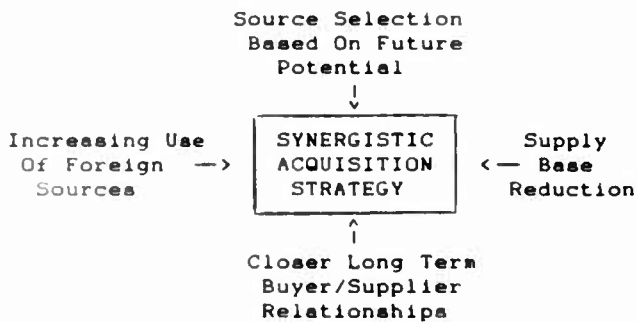 Source Selection
Based On Future
Potential
Increasing Use
Of Foreign
Sources
SYNERGISTIC
ACQUISITION
STRATEGY
Supply
Base
Reduction
Closer Long Term
Buyer/Supplier
Relationships